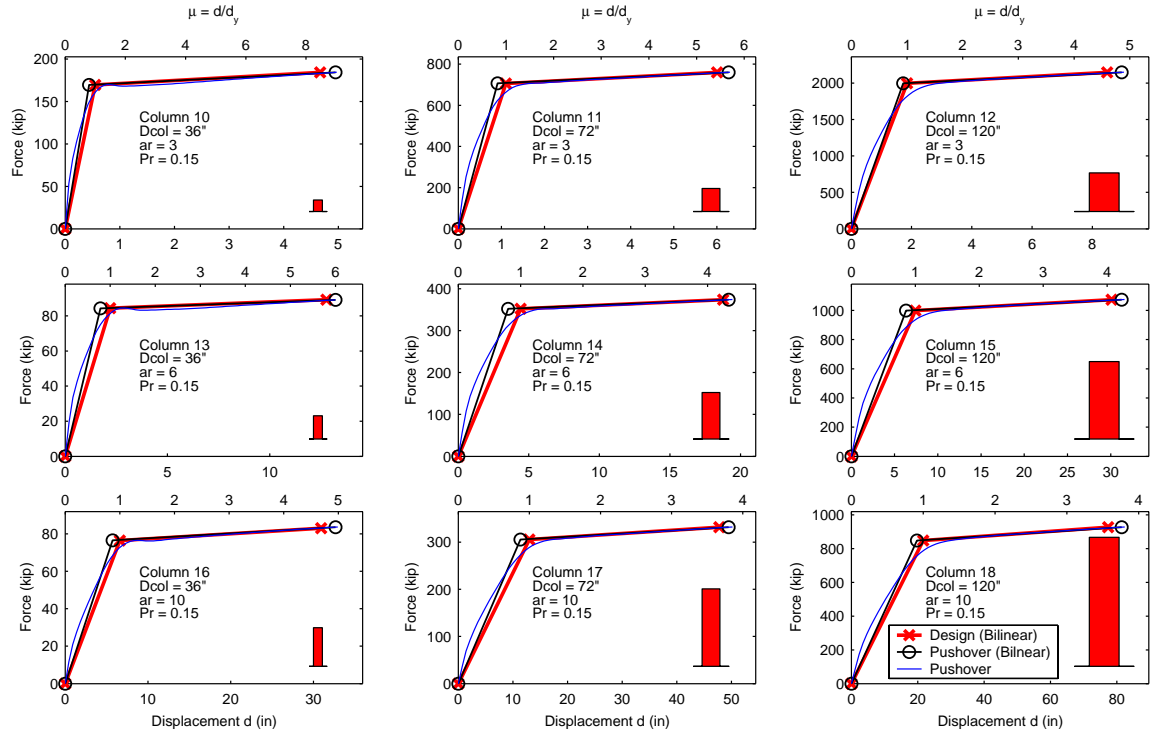 μ = d/dy
μ = d/dy
μ = d/dy
0 2 4 6 8
0 1 2 3 4 5
0 1 2 3 4 5
Force (kip)
200
150
100
50
0
Column 10
Dcol = 36"
ar = 3
Pr = 0.15
0 1 2 3 4 5
800
600
400
200
0
Force (kip)
Column 11
Dcol = 72"
ar = 3
Pr = 0.15
0 1 2 3 4 5 6
2000
1500
1000
500
0
Force (kip)
Column 12
Dcol = 120"
ar = 3
Pr = 0.15
0 2 4 6 8
0 1 2 3 4 5 6
0 1 2 3 4
0 1 2 3 4
Force (kip)
80
60
40
20
0
Column 13
Dcol = 36"
ar = 6
Pr = 0.15
0 5 10
Force (kip)
400
300
200
100
0
Column 14
Dcol = 72"
ar = 6
Pr = 0.15
0 5 10 15 20
Force (kip)
1000
800
600
400
200
0
Column 15
Dcol = 120"
ar = 6
Pr = 0.15
0 5 10 15 20 25 30
0 1 2 3 4 5
0 1 2 3 4
0 1 2 3 4
Force (kip)
80
60
40
20
0
Column 16
Dcol = 36"
ar = 10
Pr = 0.15
0 10 20 30
Displacement d (in)
Force (kip)
300
200
100
0
Column 17
Dcol = 72"
ar = 10
Pr = 0.15
0 10 20 30 40 50
Displacement d (in)
Force (kip)
1000
800
600
400
200
0
Column 18
Dcol = 120"
ar = 10
Pr = 0.15
Design (Bilinear)
Pushover (Bilnear)
Pushover
0 20 40 60 80
Displacement d (in)